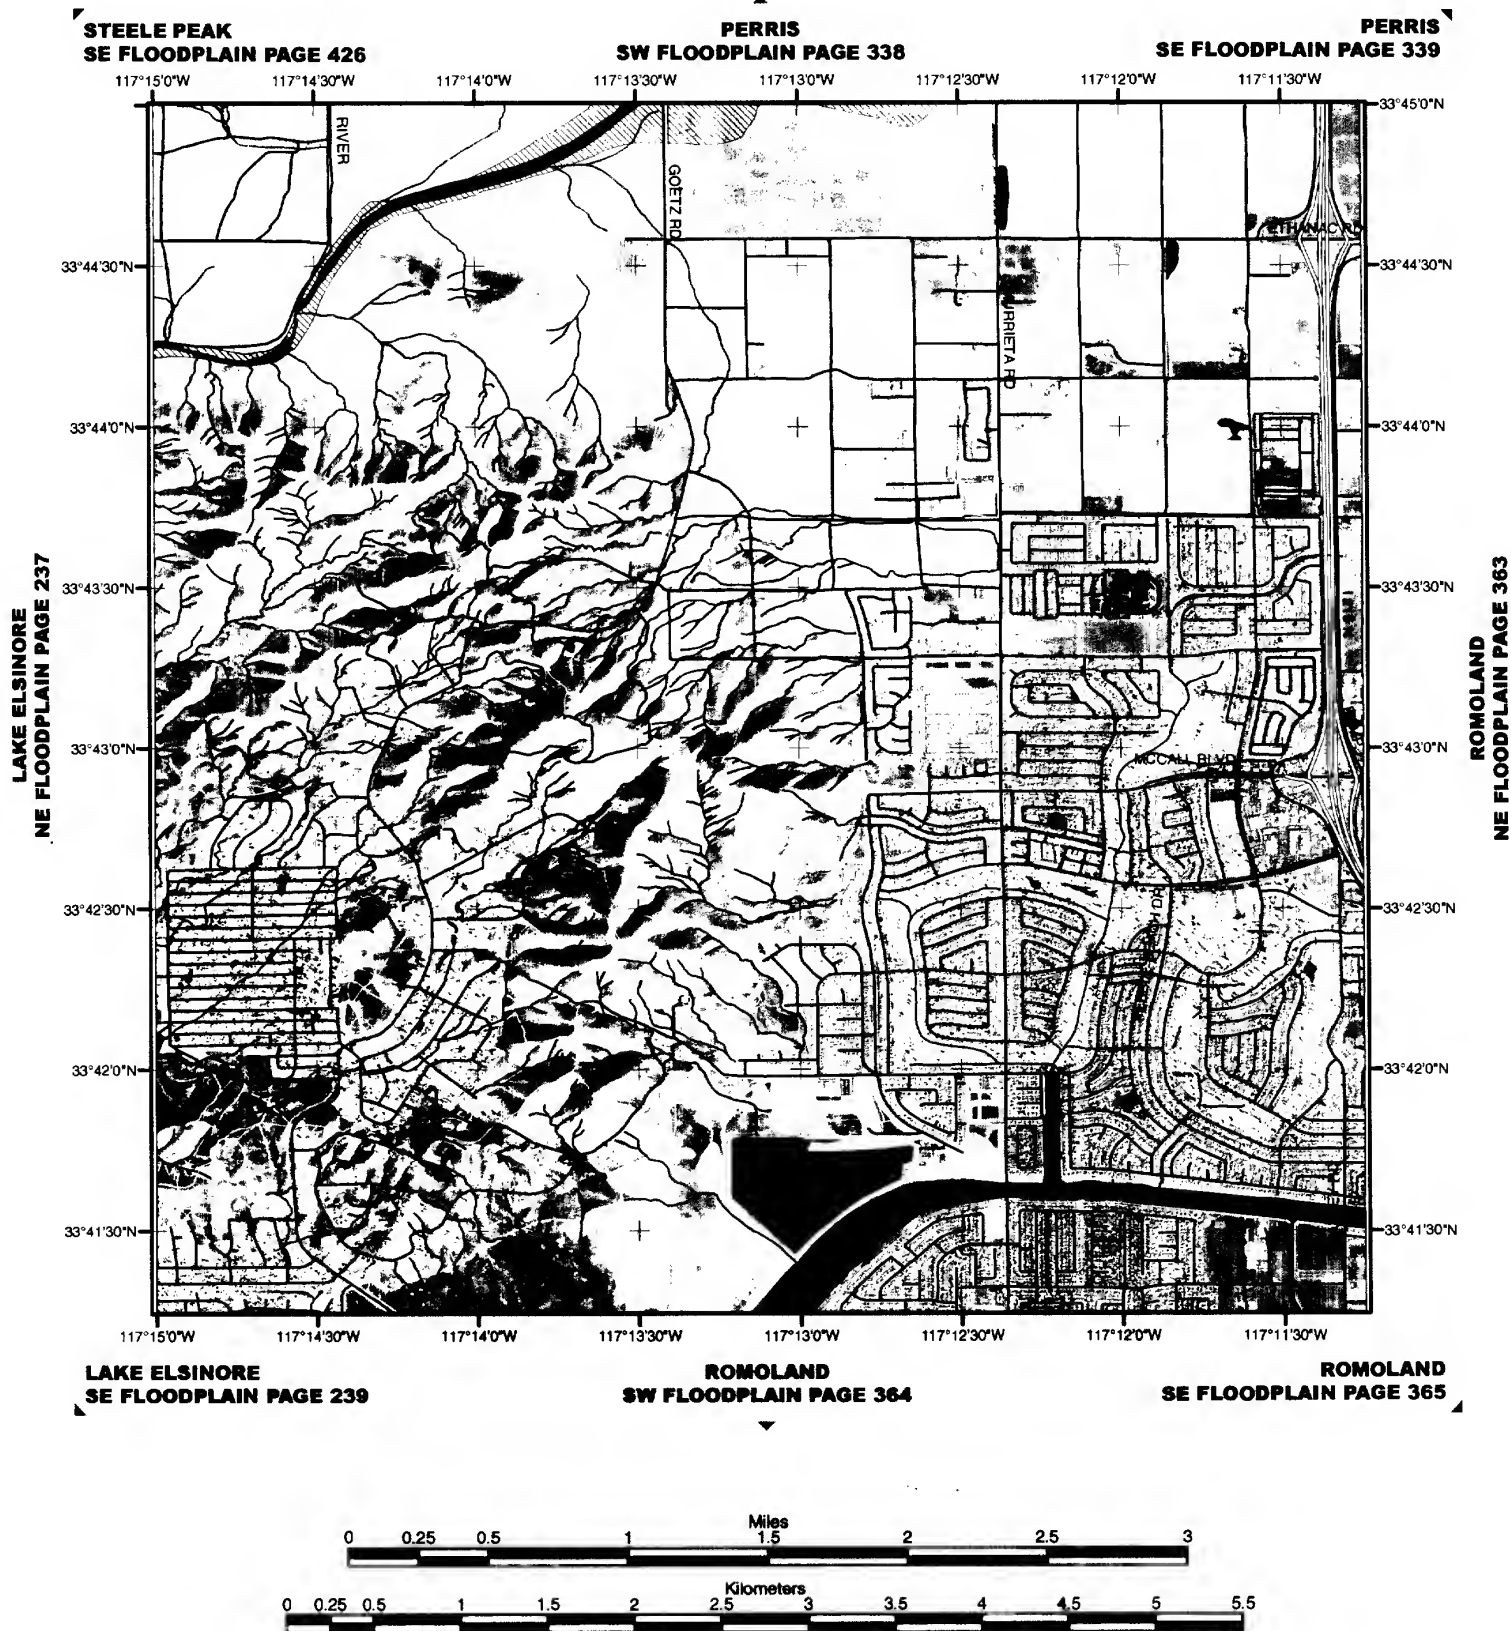 STEELE PEAK
SE FLOODPLAIN PAGE 426
PERRIS
SW FLOODPLAIN PAGE 338
PERRIS
SE FLOODPLAIN PAGE 339
117°15'0"W 117°14'30"W 117°14'0"W 117°13'30"W 117°13'0"W 117°12'30"W 117°12'0"W 117°11'30"W
33°45'0"N
RIVER
GOETZ RD
ETHANAC RD
33°44'30"N 33°44'30"N
URRIETA RD
33°44'0"N 33°44'0"N
LAKE ELSINORE
NE FLOODPLAIN PAGE 237
33°43'30"N 33°43'30"N
ROMOLAND
NE FLOODPLAIN PAGE 363
33°43'0"N 33°43'0"N
MCCALL BLVD
33°42'30"N 33°42'30"N
33°42'0"N 33°42'0"N
33°41'30"N 33°41'30"N
117°15'0"W 117°14'30"W 117°14'0"W 117°13'30"W 117°13'0"W 117°12'30"W 117°12'0"W 117°11'30"W
LAKE ELSINORE
SE FLOODPLAIN PAGE 239
ROMOLAND
SW FLOODPLAIN PAGE 364
ROMOLAND
SE FLOODPLAIN PAGE 365
Miles
0 0.25 0.5 1 1.5 2 2.5 3
Kilometers
0 0.25 0.5 1 1.5 2 2.5 3 3.5 4 4.5 5 5.5